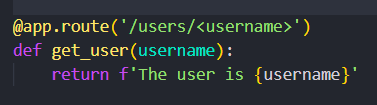 @app.route('/users/<username>')
def get_user(username):
    return f'The user is {username}'